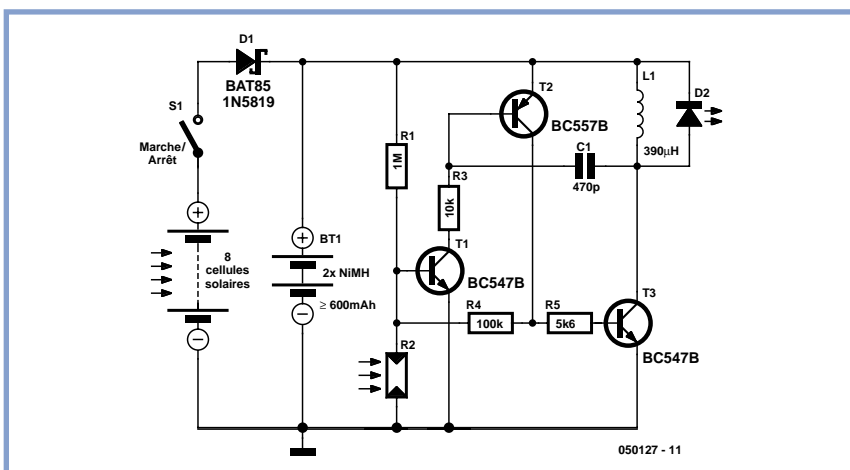 D1
BAT85
1N5819
S1
Marche/
Arrêt
8
cellules
solaires
BT1
2x NiMH
≥ 600mAh
R1
1M
R2
R3
10k
T1
BC547B
R4
100k
R5
5k6
T2
BC557B
C1
470p
L1
390µH
D2
T3
BC547B
050127 - 11